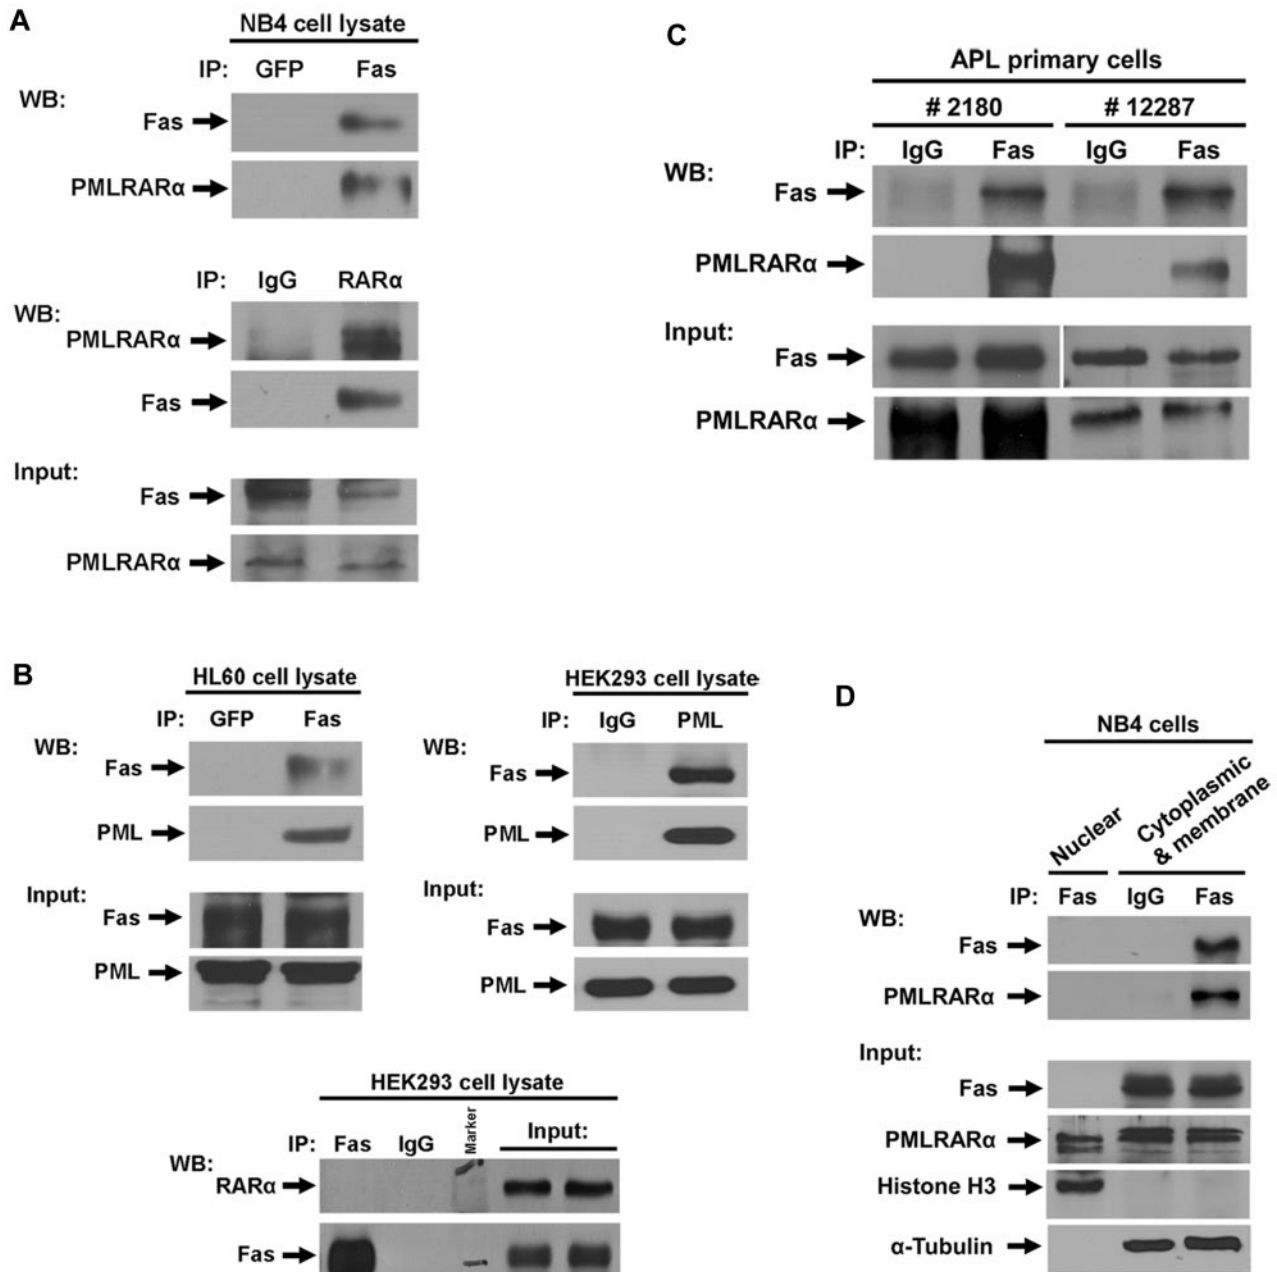 A
NB4 cell lysate
IP: GFP Fas
WB:
Fas
PMLRARα
IP: IgG RARα
WB:
PMLRARα
Fas
Input:
Fas
PMLRARα
C
APL primary cells
# 2180 # 12287
IP: IgG Fas IgG Fas
WB:
Fas
PMLRARα
Input:
Fas
PMLRARα
B
HL60 cell lysate
IP: GFP Fas
WB:
Fas
PML
Input:
Fas
PML
HEK293 cell lysate
IP: IgG PML
WB:
Fas
PML
Input:
Fas
PML
HEK293 cell lysate
IP: Fas IgG Marker Input:
WB:
RARα
Fas
D
NB4 cells
Nuclear
Cytoplasmic
& membrane
IP: Fas IgG Fas
WB:
Fas
PMLRARα
Input:
Fas
PMLRARα
Histone H3
α-Tubulin